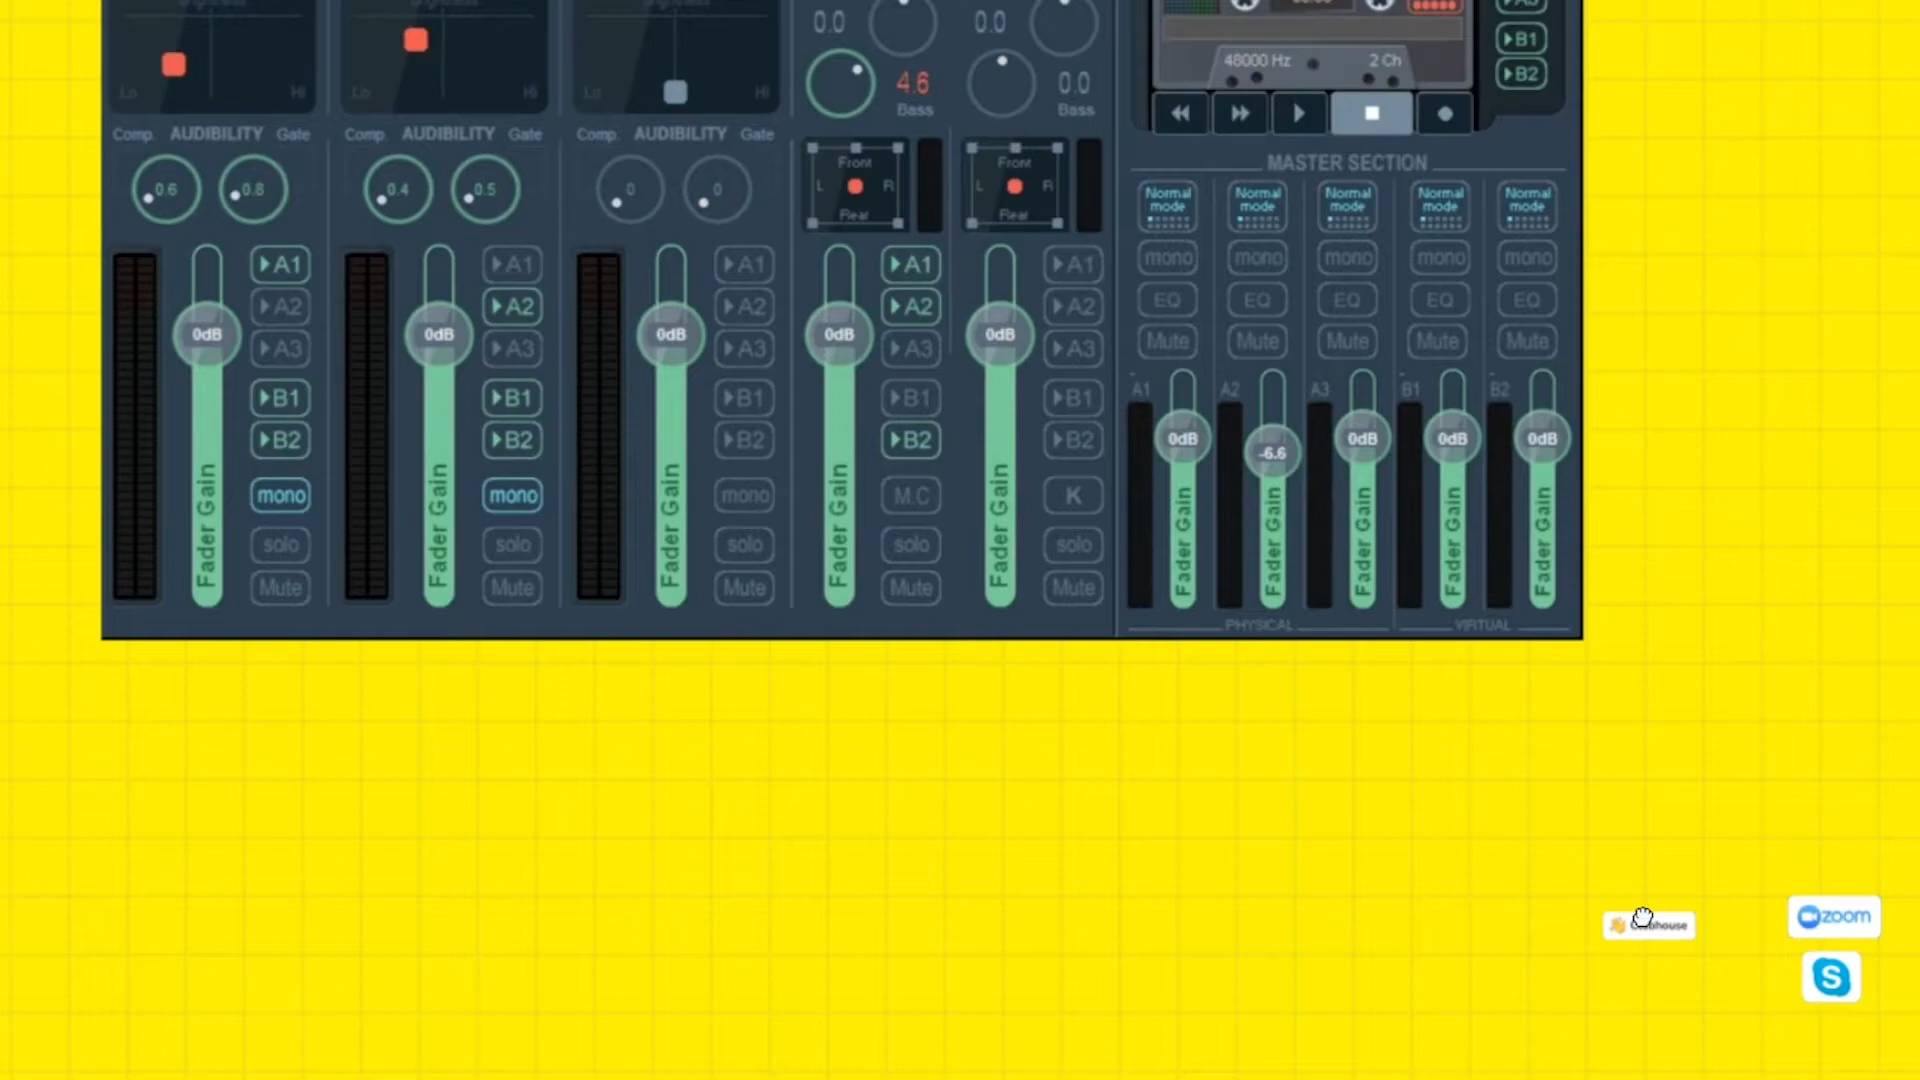 0.0 0.0
4.6 0.0
Bass Bass
48000 Hz 2 Ch
B1
B2
Lo Hi Lo Hi Lo Hi
Comp. AUDIBILITY Gate Comp. AUDIBILITY Gate Comp. AUDIBILITY Gate
0.6 0.8 0.4 0.5 0 0
Front Front
L R L R
Rear Rear
MASTER SECTION
Normal mode Normal mode Normal mode Normal mode Normal mode
mono mono mono mono mono
EQ EQ EQ EQ EQ
Mute Mute Mute Mute Mute
A1 A1 A1 A1 A1
A2 A2 A2 A2 A2
0dB 0dB 0dB 0dB 0dB
A3 A3 A3 A3 A3
B1 B1 B1 B1 B1
B2 B2 B2 B2 B2
mono mono mono M.C K
solo solo solo solo solo
Mute Mute Mute Mute Mute
Fader Gain Fader Gain Fader Gain Fader Gain Fader Gain
A1 A2 A3 B1 B2
0dB -6.6 0dB 0dB 0dB
Fader Gain Fader Gain Fader Gain Fader Gain Fader Gain
PHYSICAL VIRTUAL
zoom
S